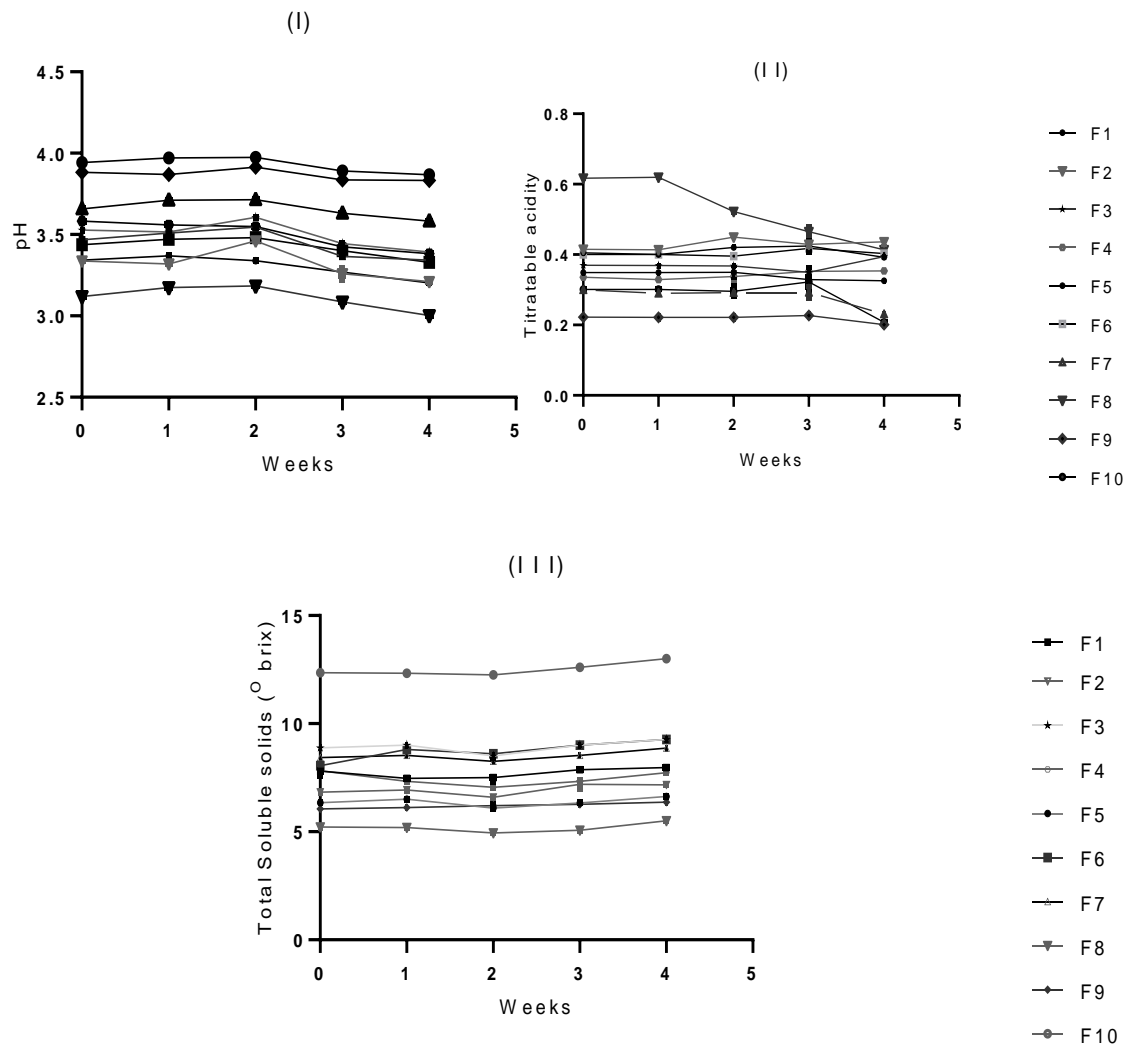 (I)
4.5
4.0
3.5
3.0
2.5
pH
0 1 2 3 4 5
Weeks
(II)
0.8
0.6
0.4
0.2
0.0
Titratable acidity
0 1 2 3 4 5
Weeks
F1
F2
F3
F4
F5
F6
F7
F8
F9
F10
(III)
15
10
5
0
Total Soluble solids (O brix)
0 1 2 3 4 5
Weeks
F1
F2
F3
F4
F5
F6
F7
F8
F9
F10